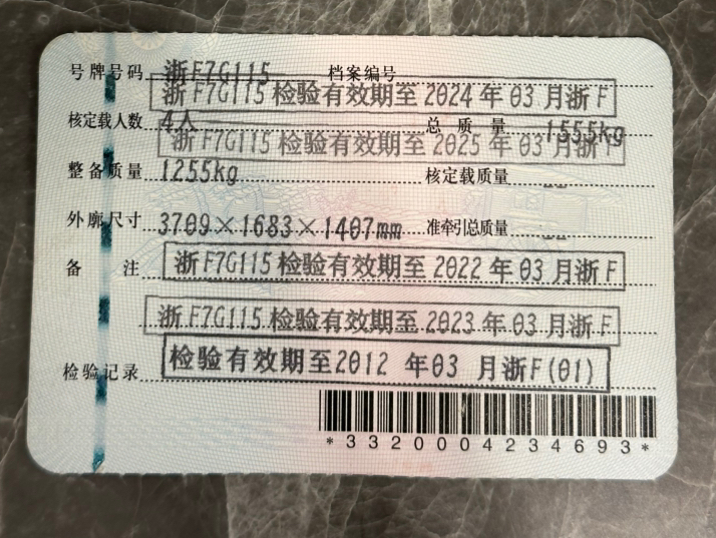 号牌号码 浙F7G115 档案编号
浙F7G115检验有效期至2024年03月浙F
核定载人数 4人 总质量 1555kg
浙F7G115检验有效期至2025年03月浙F
整备质量 1255kg 核定载质量 --
外廓尺寸 3709×1683×1407mm 准牵引总质量 --
备注 浙F7G115检验有效期至2022年03月浙F
浙F7G115检验有效期至2023年03月浙F
检验记录 检验有效期至2012年03月浙F(01)
*3320004234693*